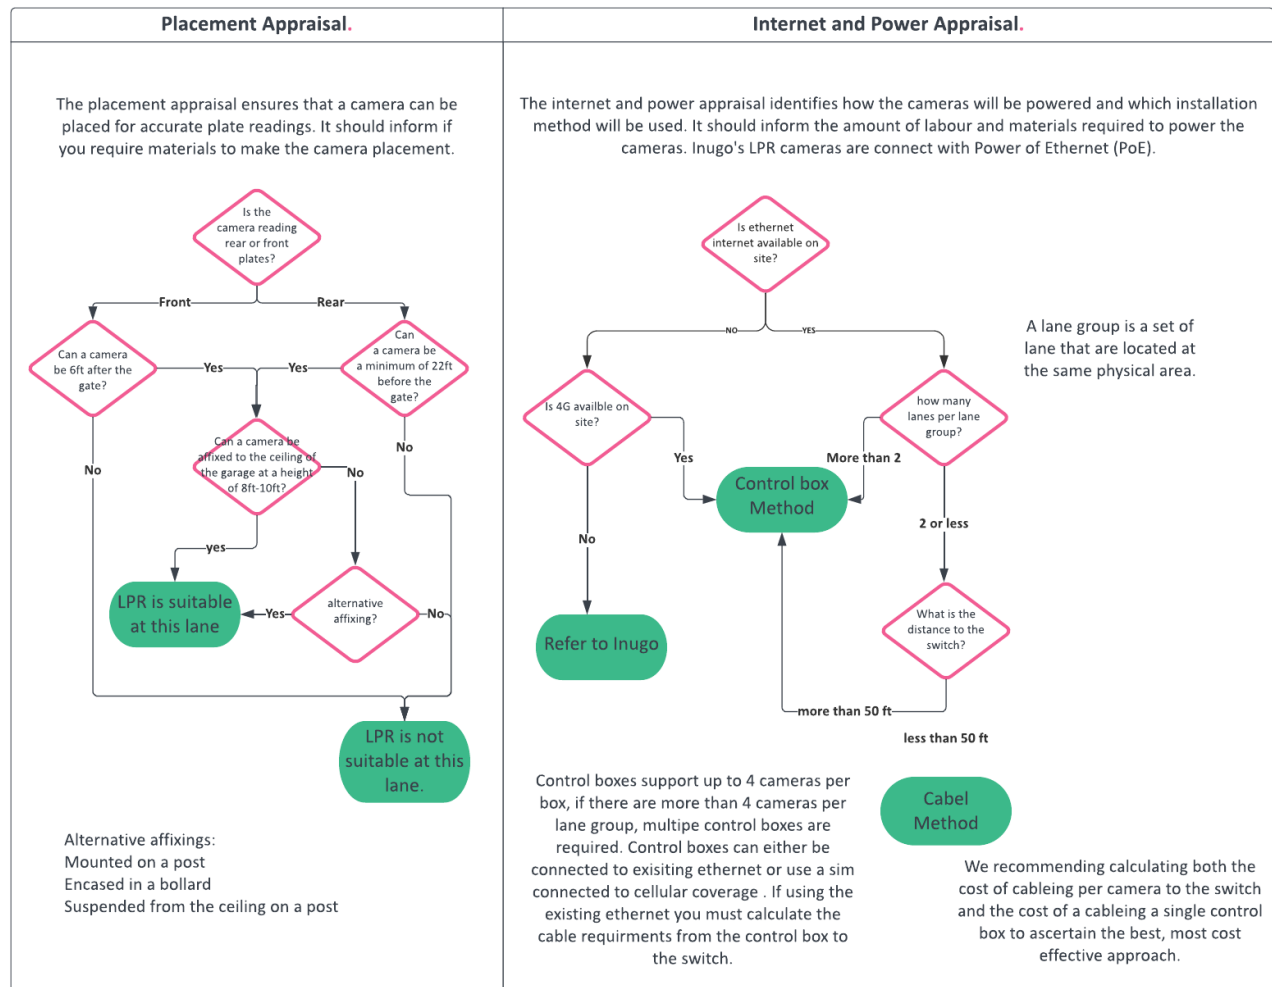 Placement Appraisal.
The placement appraisal ensures that a camera can be
placed for accurate plate readings. It should inform if
you require materials to make the camera placement.
Is the
camera reading
rear or front
plates?
Front
Rear
Can a camera
be 6ft after the
gate?
Yes
Yes
Can
a camera be
a minimum of 22ft
before the
gate?
No
Can a camera be
affixed to the ceiling of
the garage at a height
of 8ft-10ft?
No
No
yes
LPR is suitable
at this lane
Yes
alternative
affixing?
No
LPR is not
suitable at this
lane.
Alternative affixings:
Mounted on a post
Encased in a bollard
Suspended from the ceiling on a post
Internet and Power Appraisal.
The internet and power appraisal identifies how the cameras will be powered and which installation
method will be used. It should inform the amount of labour and materials required to power the
cameras. Inugo's LPR cameras are connect with Power of Ethernet (PoE).
Is ethernet
internet available on
site?
NO
YES
A lane group is a set of
lane that are located at
the same physical area.
Is 4G availble on
site?
how many
lanes per lane
group?
Yes
More than 2
Control box
Method
No
2 or less
Refer to Inugo
What is the
distance to the
switch?
more than 50 ft
less than 50 ft
Control boxes support up to 4 cameras per
box, if there are more than 4 cameras per
lane group, multipe control boxes are
required. Control boxes can either be
connected to exisiting ethernet or use a sim
connected to cellular coverage . If using the
existing ethernet you must calculate the
cable requirments from the control box to
the switch.
Cabel
Method
We recommending calculating both the
cost of cableing per camera to the switch
and the cost of a cableing a single control
box to ascertain the best, most cost
effective approach.